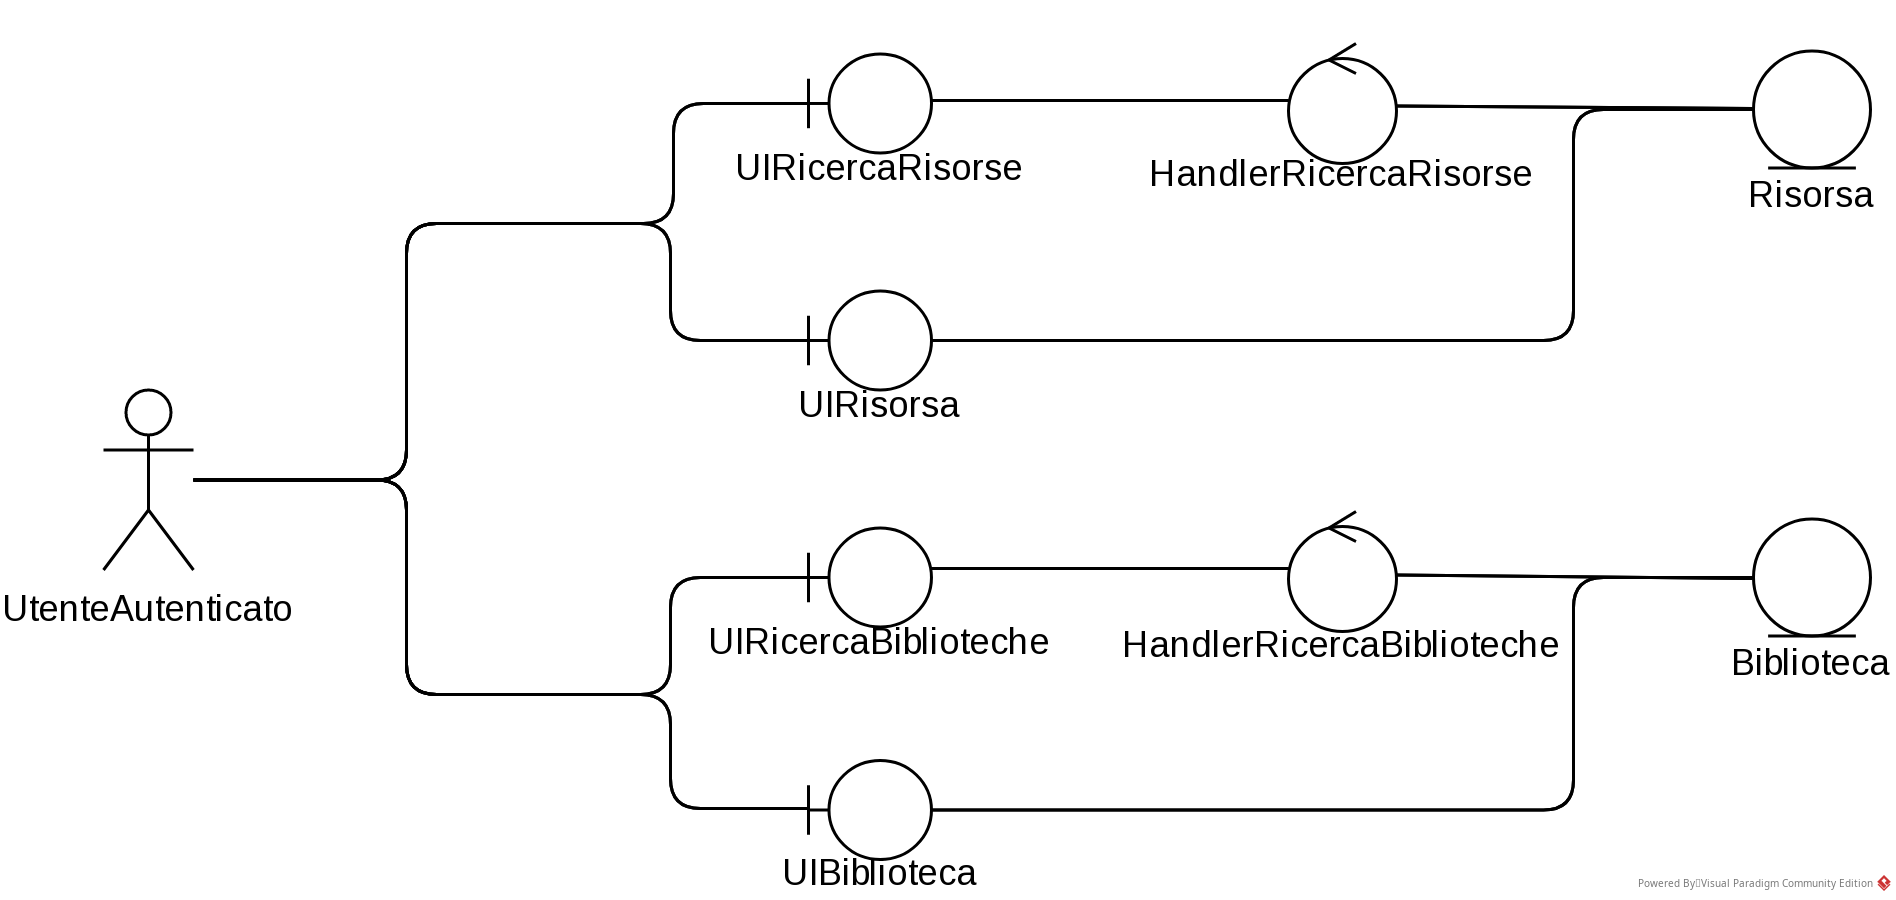 UIRicercaRisorse
HandlerRicercaRisorse
Risorsa
UIRisorsa
UtenteAutenticato
UIRicercaBiblioteche
HandlerRicercaBiblioteche
Biblioteca
UIBiblioteca
Powered By Visual Paradigm Community Edition